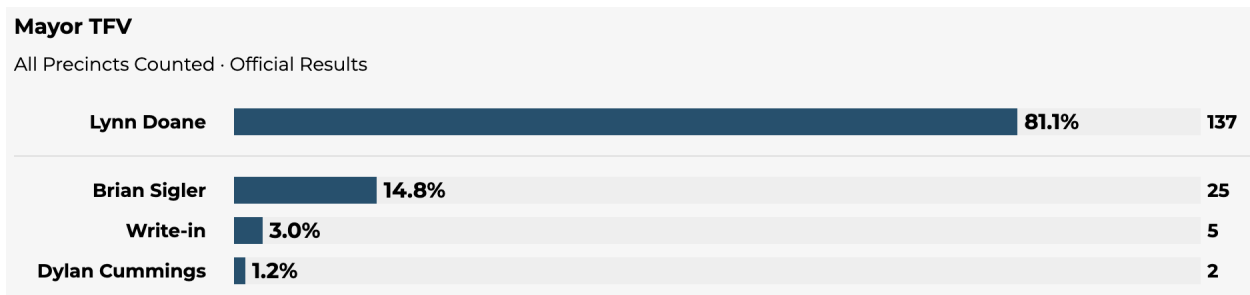 Mayor TFV
All Precincts Counted · Official Results
Lynn Doane 81.1% 137
Brian Sigler 14.8% 25
Write-in 3.0% 5
Dylan Cummings 1.2% 2